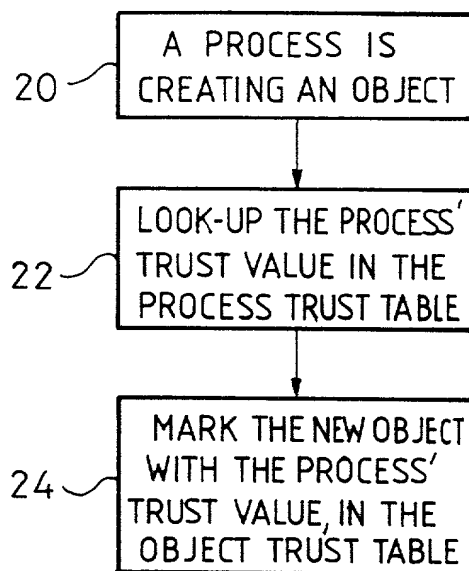 A PROCESS IS
20
CREATING AN OBJECT
LOOK-UP THE PROCESS'
22
TRUST VALUE IN THE
PROCESS TRUST TABLE
MARK THE NEW OBJECT
WITH THE PROCESS'
24
TRUST VALUE, IN THE
OBJECT TRUST TABLE